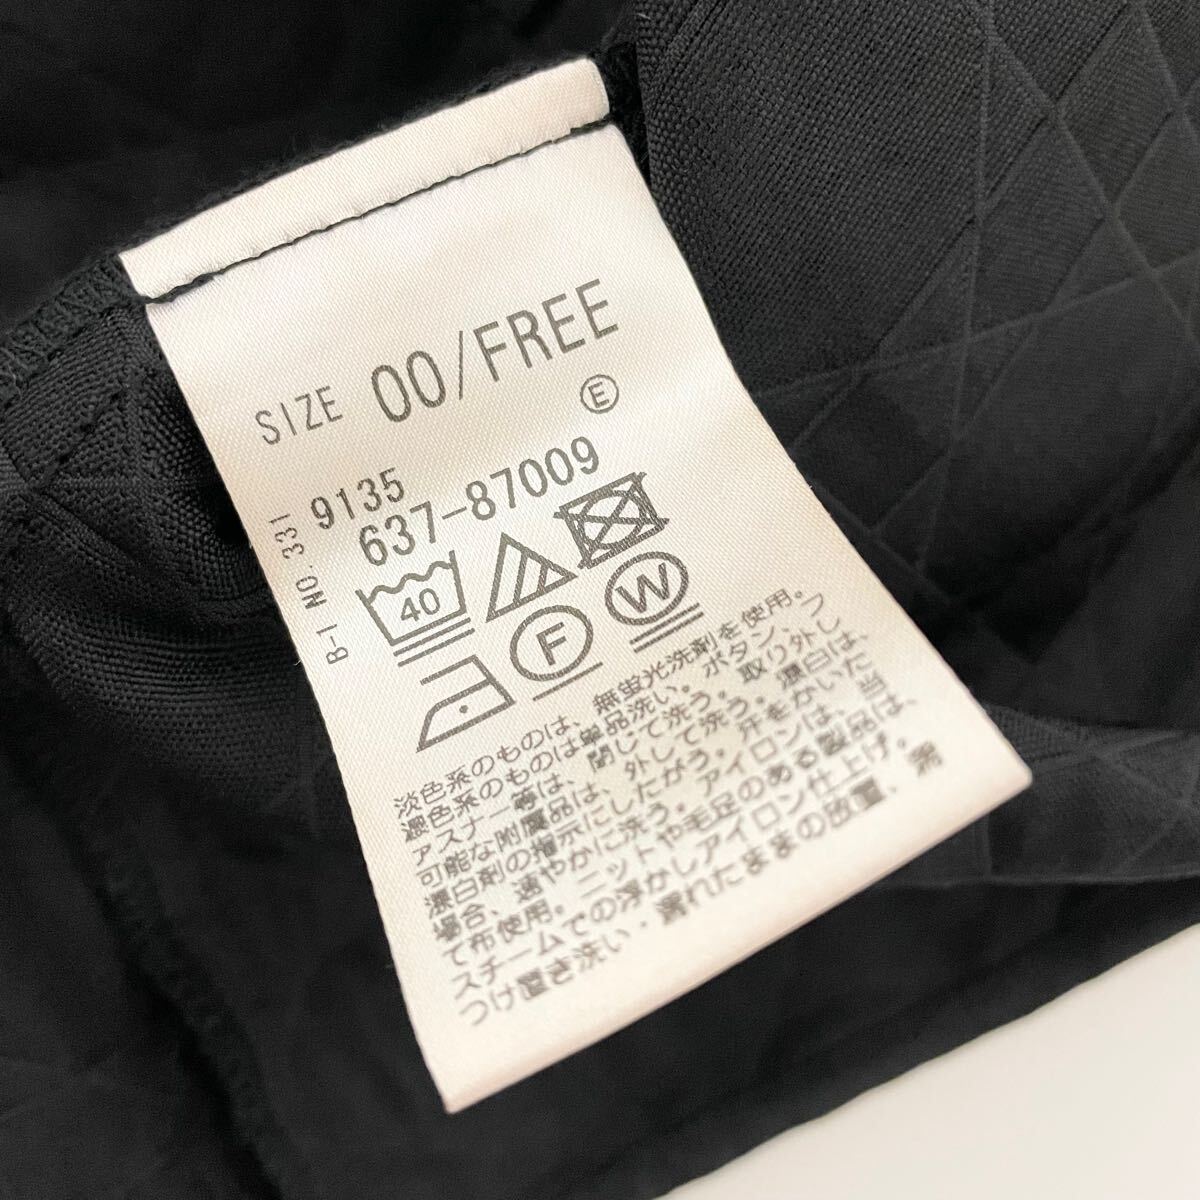 SIZE 00/FREE
E
B-1 NO.331
9135
637-87009
40
F
W
淡色系のものは、無蛍光洗剤を使用。
濃色系のものは単品洗い。ボタン、フ
ァスナー等は、閉じて洗う。取り外し
可能な附属品は、外して洗う。漂白は、
漂白剤の指示にしたがう。汗をかいた
場合、速やかに洗う。アイロンは、当
て布使用。ニットや毛足のある製品は、
スチームでの浮かしアイロン仕上げ。
つけ置き洗い・濡れたままの放置、